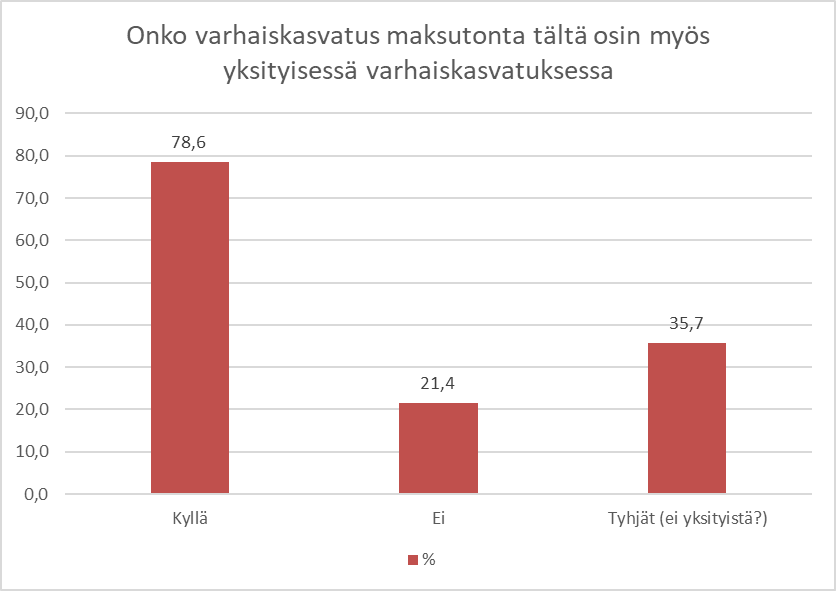 Onko varhaiskasvatus maksutonta tältä osin myös
yksityisessä varhaiskasvatuksessa
90,0
80,0
70,0
60,0
50,0
40,0
30,0
20,0
10,0
0,0
78,6
21,4
35,7
Kyllä
Ei
Tyhjät (ei yksityistä?)
%